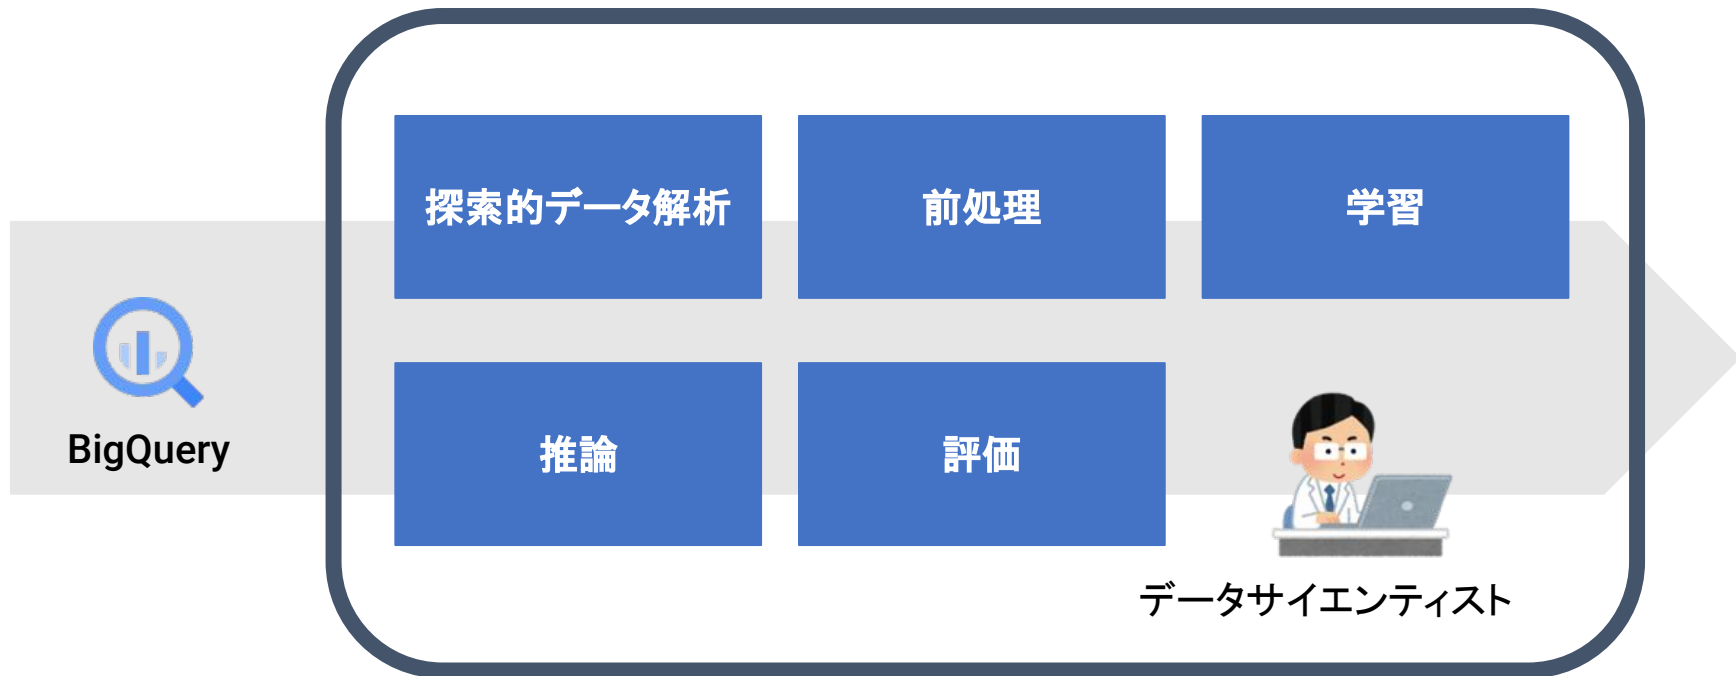 探索的データ解析
前処理
学習
BigQuery
推論
評価
データサイエンティスト